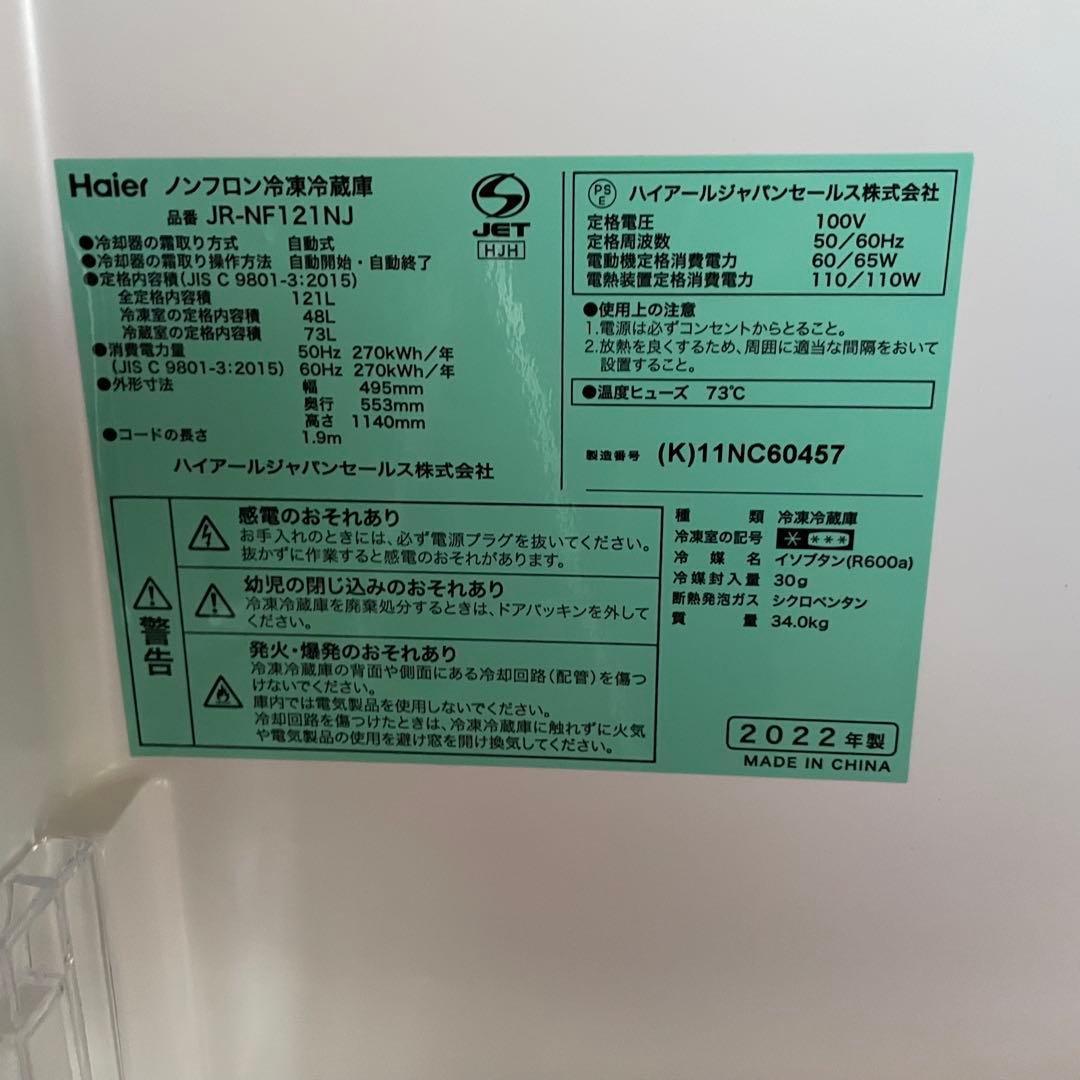 Haier ノンフロン冷凍冷蔵庫
品番 JR-NF121NJ
●冷却器の霜取り方式 自動式
●冷却器の霜取り操作方法 自動開始・自動終了
●定格内容積(JIS C 9801-3:2015)
全定格内容積 121L
冷凍室の定格内容積 48L
冷蔵室の定格内容積 73L
●消費電力量 50Hz 270kWh/年
(JIS C 9801-3:2015) 60Hz 270kWh/年
●外形寸法 幅 495mm
奥行 553mm
高さ 1140mm
●コードの長さ 1.9m
ハイアールジャパンセールス株式会社
JET
HJH
PSE ハイアールジャパンセールス株式会社
定格電圧 100V
定格周波数 50/60Hz
電動機定格消費電力 60/65W
電熱装置定格消費電力 110/110W
●使用上の注意
1.電源は必ずコンセントからとること。
2.放熱を良くするため、周囲に適当な間隔をおいて
設置すること。
●温度ヒューズ 73℃
製造番号 (K)11NC60457
警告
感電のおそれあり
お手入れのときには、必ず電源プラグを抜いてください。
抜かずに作業すると感電のおそれがあります。
幼児の閉じ込みのおそれあり
冷凍冷蔵庫を廃棄処分するときは、ドアパッキンを外して
ください。
発火・爆発のおそれあり
冷凍冷蔵庫の背面や側面にある冷却回路(配管)を傷つ
けないでください。
庫内では電気製品を使用しないでください。
冷却回路を傷つけたときは、冷凍冷蔵庫に触れずに火気
や電気製品の使用を避け窓を開け換気してください。
種類 冷凍冷蔵庫
冷凍室の記号 * ***
冷媒名 イソブタン(R600a)
冷媒封入量 30g
断熱発泡ガス シクロペンタン
質量 34.0kg
2022年製
MADE IN CHINA